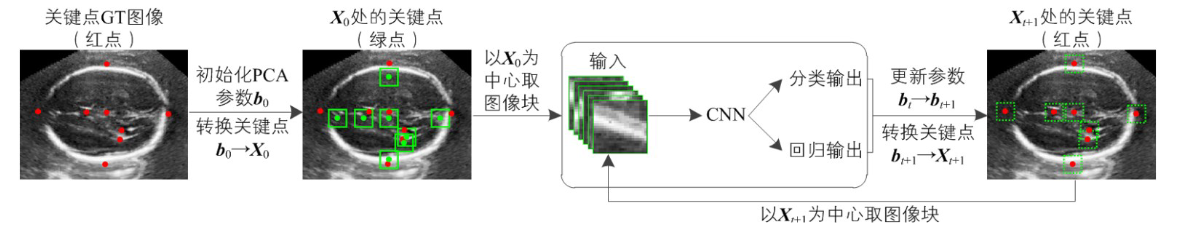 关键点GT图像
（红点）
初始化PCA
参数b₀
转换关键点
b₀→X₀
X₀处的关键点
（绿点）
以X₀为
中心取
图像块
输入
CNN
分类输出
回归输出
更新参数
bₜ→bₜ₊₁
转换关键点
bₜ₊₁→Xₜ₊₁
Xₜ₊₁处的关键点
（红点）
以Xₜ₊₁为中心取图像块